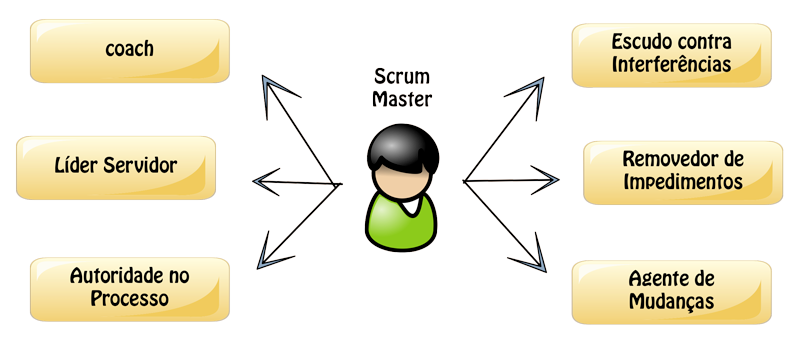 coach
Líder Servidor
Autoridade no
Processo
Scrum
Master
Escudo contra
Interferências
Removedor de
Impedimentos
Agente de
Mudanças